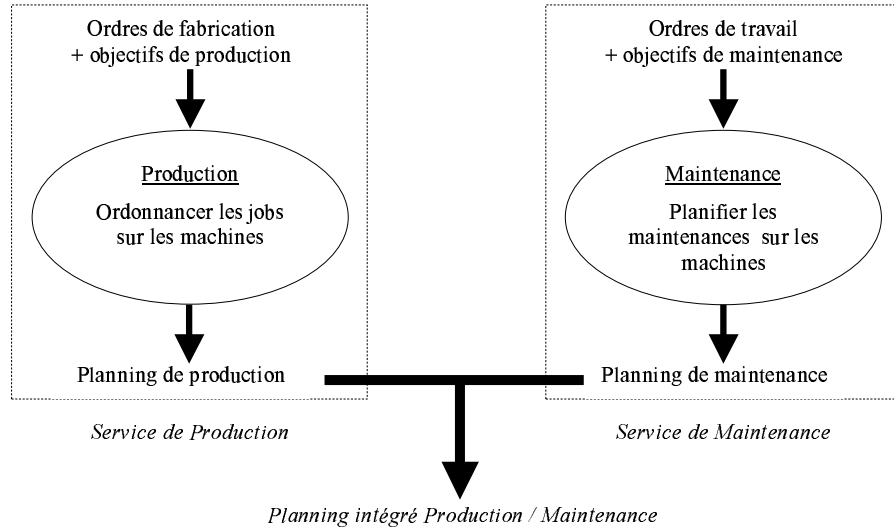 Ordres de fabrication
+ objectifs de production
Production
Ordonnancer les jobs
sur les machines
Planning de production
Service de Production
Ordres de travail
+ objectifs de maintenance
Maintenance
Planifier les
maintenances sur les
machines
Planning de maintenance
Service de Maintenance
Planning intégré Production / Maintenance